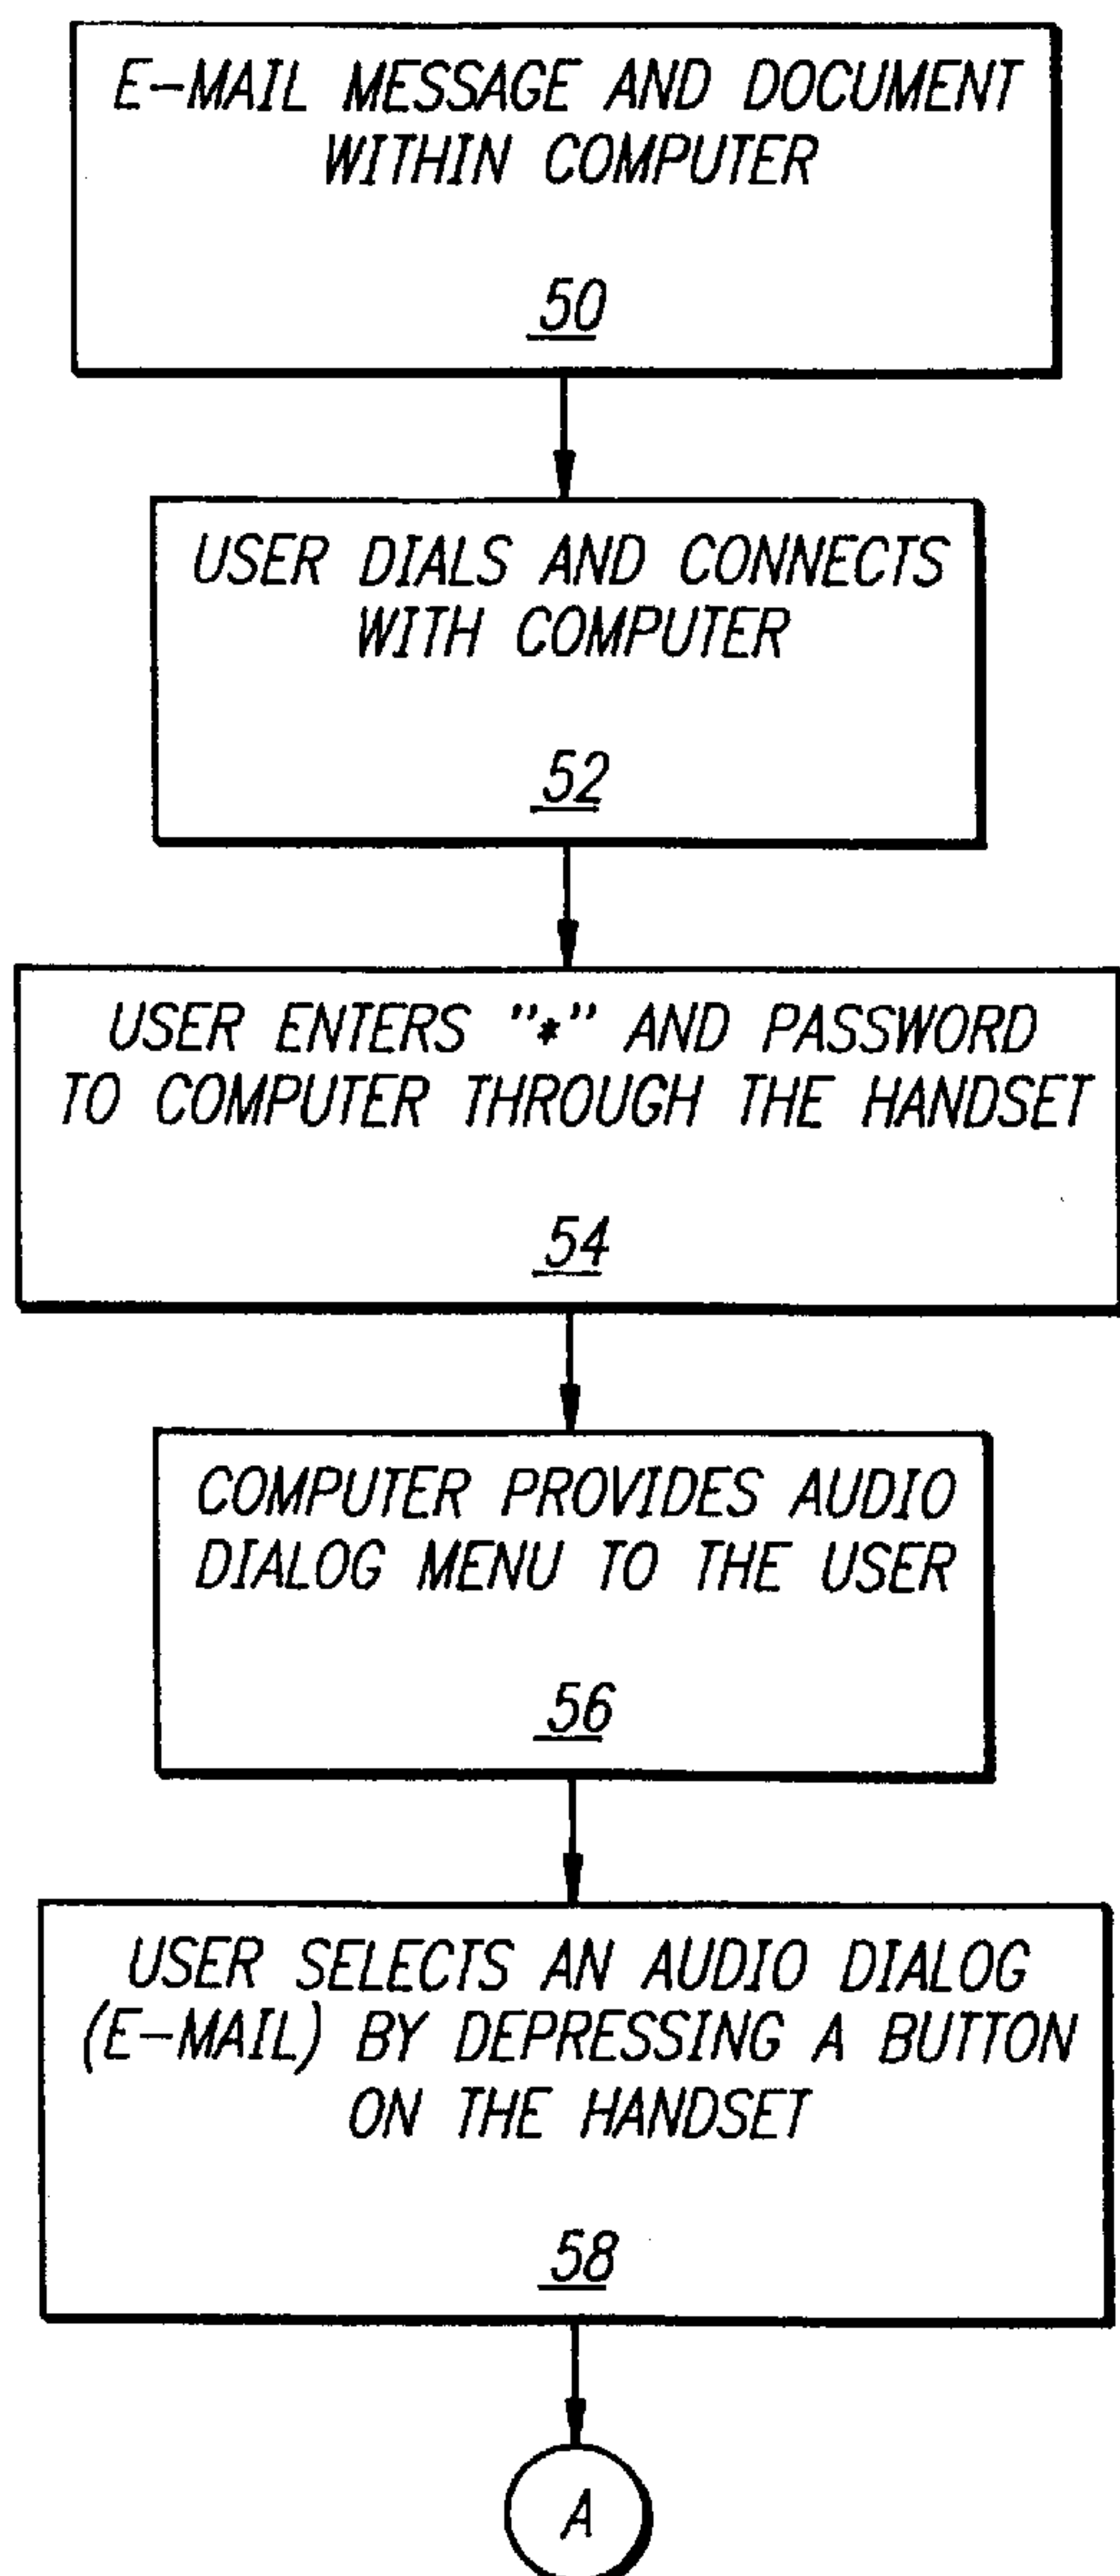 E-MAIL MESSAGE AND DOCUMENT
WITHIN COMPUTER
50
USER DIALS AND CONNECTS
WITH COMPUTER
52
USER ENTERS "*" AND PASSWORD
TO COMPUTER THROUGH THE HANDSET
54
COMPUTER PROVIDES AUDIO
DIALOG MENU TO THE USER
56
USER SELECTS AN AUDIO DIALOG
(E-MAIL) BY DEPRESSING A BUTTON
ON THE HANDSET
58
A